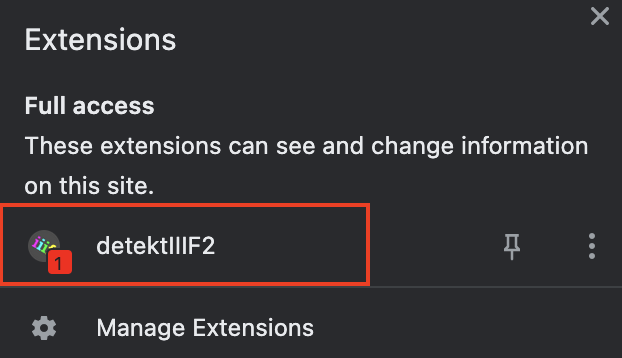 Extensions
Full access
These extensions can see and change information
on this site.
detektIIIF2
1
Manage Extensions